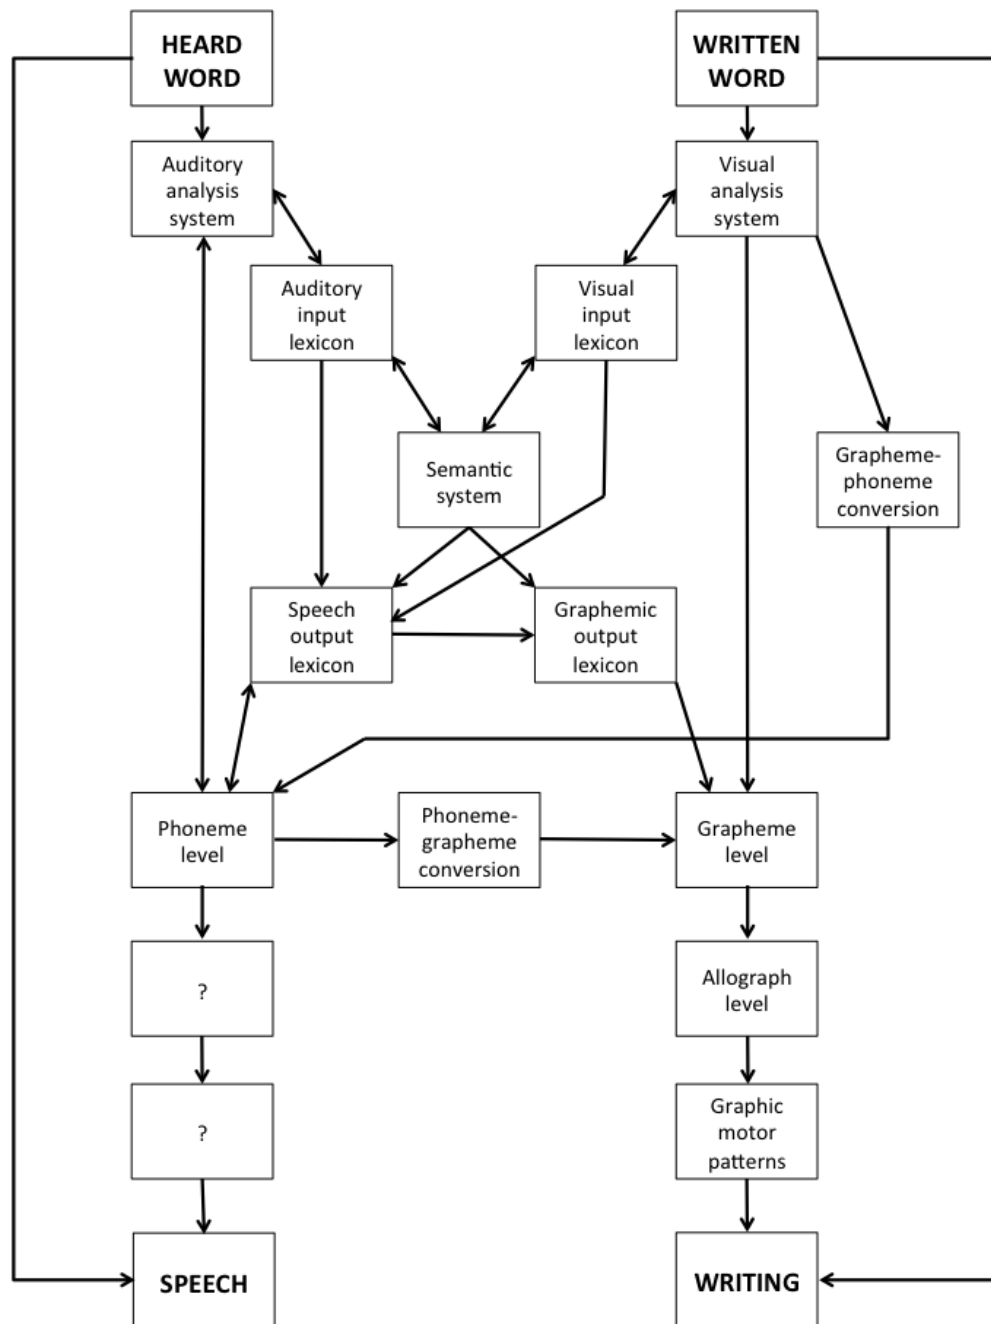 HEARD
WORD
WRITTEN
WORD
Auditory
analysis
system
Visual
analysis
system
Auditory
input
lexicon
Visual
input
lexicon
Semantic
system
Grapheme-
phoneme
conversion
Speech
output
lexicon
Graphemic
output
lexicon
Phoneme
level
Phoneme-
grapheme
conversion
Grapheme
level
?
Allograph
level
?
Graphic
motor
patterns
SPEECH
WRITING